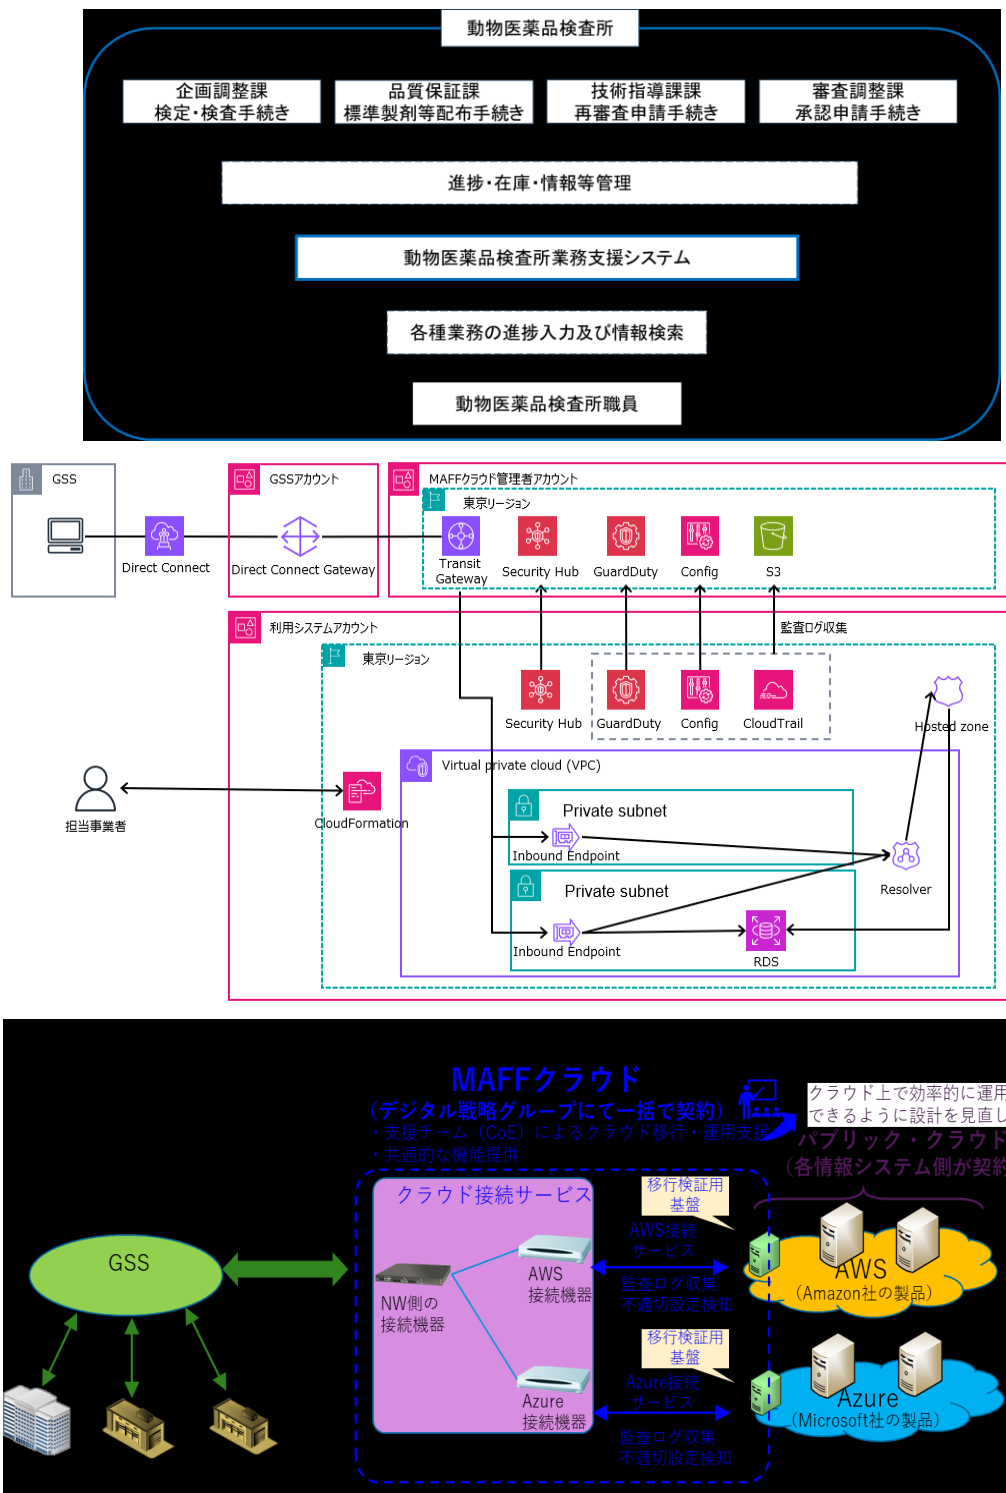 動物医薬品検査所
企画調整課
検定・検査手続き
品質保証課
標準製剤等配布手続き
技術指導課課
再審査申請手続き
審査調整課
承認申請手続き
進捗・在庫・情報等管理
動物医薬品検査所業務支援システム
各種業務の進捗入力及び情報検索
動物医薬品検査所職員
GSS
GSSアカウント
MAFFクラウド管理者アカウント
東京リージョン
Direct Connect
Direct Connect Gateway
Transit
Gateway
Security Hub
GuardDuty
Config
S3
利用システムアカウント
監査ログ収集
東京リージョン
Security Hub
GuardDuty
Config
CloudTrail
Hosted zone
Virtual private cloud (VPC)
担当事業者
CloudFormation
Private subnet
Inbound Endpoint
Resolver
Private subnet
Inbound Endpoint
RDS
MAFFクラウド
(デジタル戦略グループにて一括で契約)
・支援チーム（CoE）によるクラウド移行・運用支援
・共通的な機能提供
クラウド上で効率的に運用
できるように設計を見直し
パブリック・クラウド
(各情報システム側が契約
クラウド接続サービス
移行検証用
基盤
AWS接続
サービス
GSS
NW側の
接続機器
AWS
接続機器
監査ログ収集
不適切設定検知
AWS
（Amazon社の製品）
移行検証用
基盤
Azure接続
サービス
Azure
接続機器
監査ログ収集
不適切設定検知
Azure
（Microsoft社の製品）